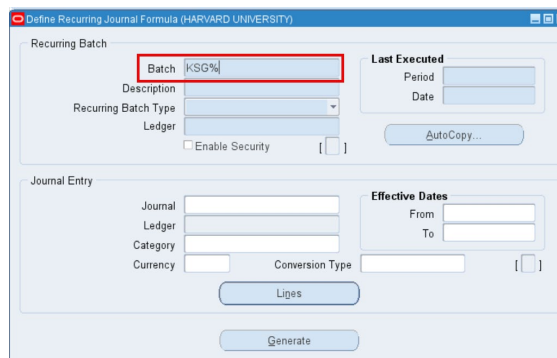 Define Recurring Journal Formula (HARVARD UNIVERSITY)
Recurring Batch
Batch KSG%
Description
Recurring Batch Type
Ledger
Enable Security [ ]
Last Executed
Period
Date
AutoCopy...
Journal Entry
Journal
Ledger
Category
Currency Conversion Type [ ]
Effective Dates
From
To
Lines
Generate